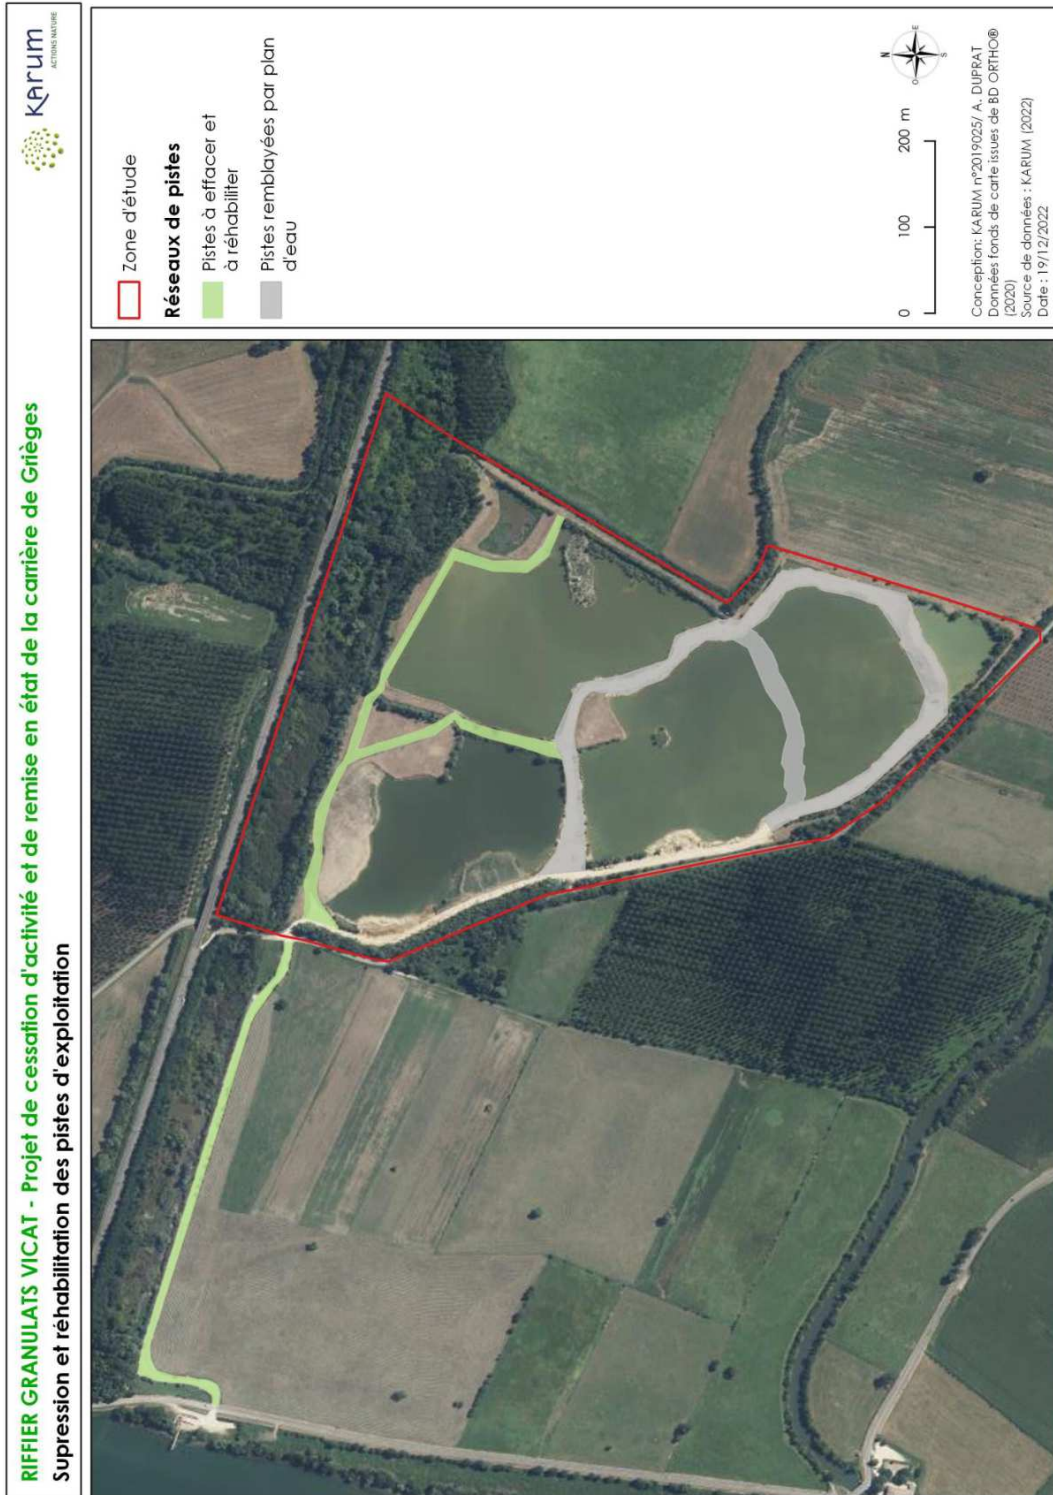 RIFFIER GRANULATS VICAT - Projet de cessation d'activité et de remise en état de la carrière de Grièges
Supression et réhabilitation des pistes d'exploitation
Karum
ACTIONS NATURE
Zone d'étude
Réseaux de pistes
Pistes à effacer et
à réhabiliter
Pistes remblayées par plan
d'eau
0 100 200 m
N
E
S
O
Conception: KARUM n°2019025/ A. DUPRAT
Données fonds de carte issues de BD ORTHO®
(2020)
Source de données : KARUM (2022)
Date : 19/12/2022